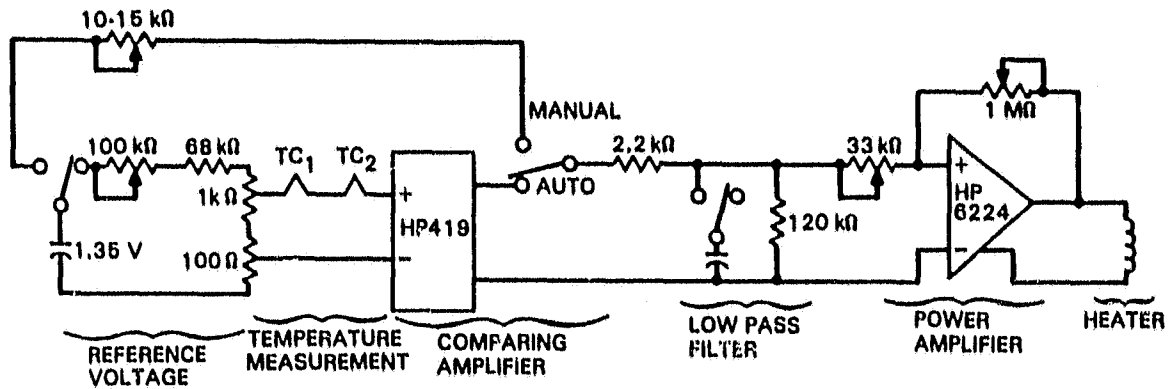 10-15 kΩ
MANUAL
1 MΩ
100 kΩ
68 kΩ
TC1
TC2
2,2 kΩ
33 kΩ
AUTO
1k Ω
+
HP419
+
HP
6224
120 kΩ
1,35 V
100 Ω
−
−
REFERENCE
VOLTAGE
TEMPERATURE
MEASUREMENT
COMPARING
AMPLIFIER
LOW PASS
FILTER
POWER
AMPLIFIER
HEATER